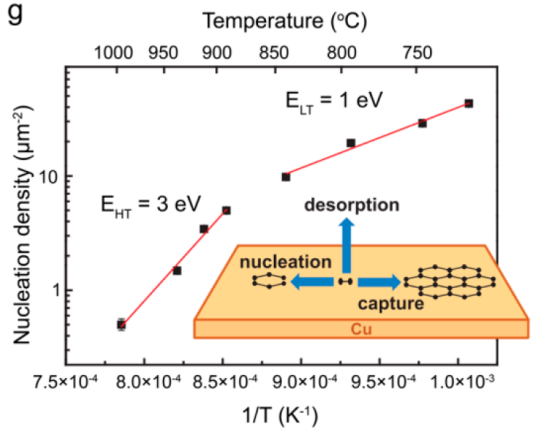 g
Temperature (ºC)
1000 950 900 850 800 750
Nucleation density (μm⁻²)
10
1
E_LT = 1 eV
E_HT = 3 eV
desorption
nucleation
capture
Cu
7.5×10⁻⁴ 8.0×10⁻⁴ 8.5×10⁻⁴ 9.0×10⁻⁴ 9.5×10⁻⁴ 1.0×10⁻³
1/T (K⁻¹)